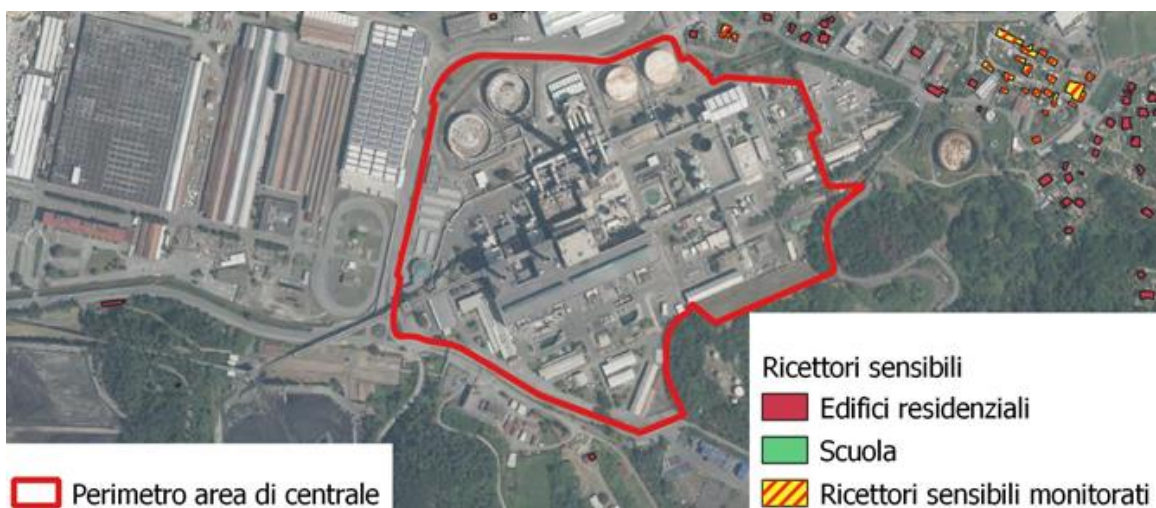 Ricettori sensibili
Edifici residenziali
Scuola
Ricettori sensibili monitorati
Perimetro area di centrale